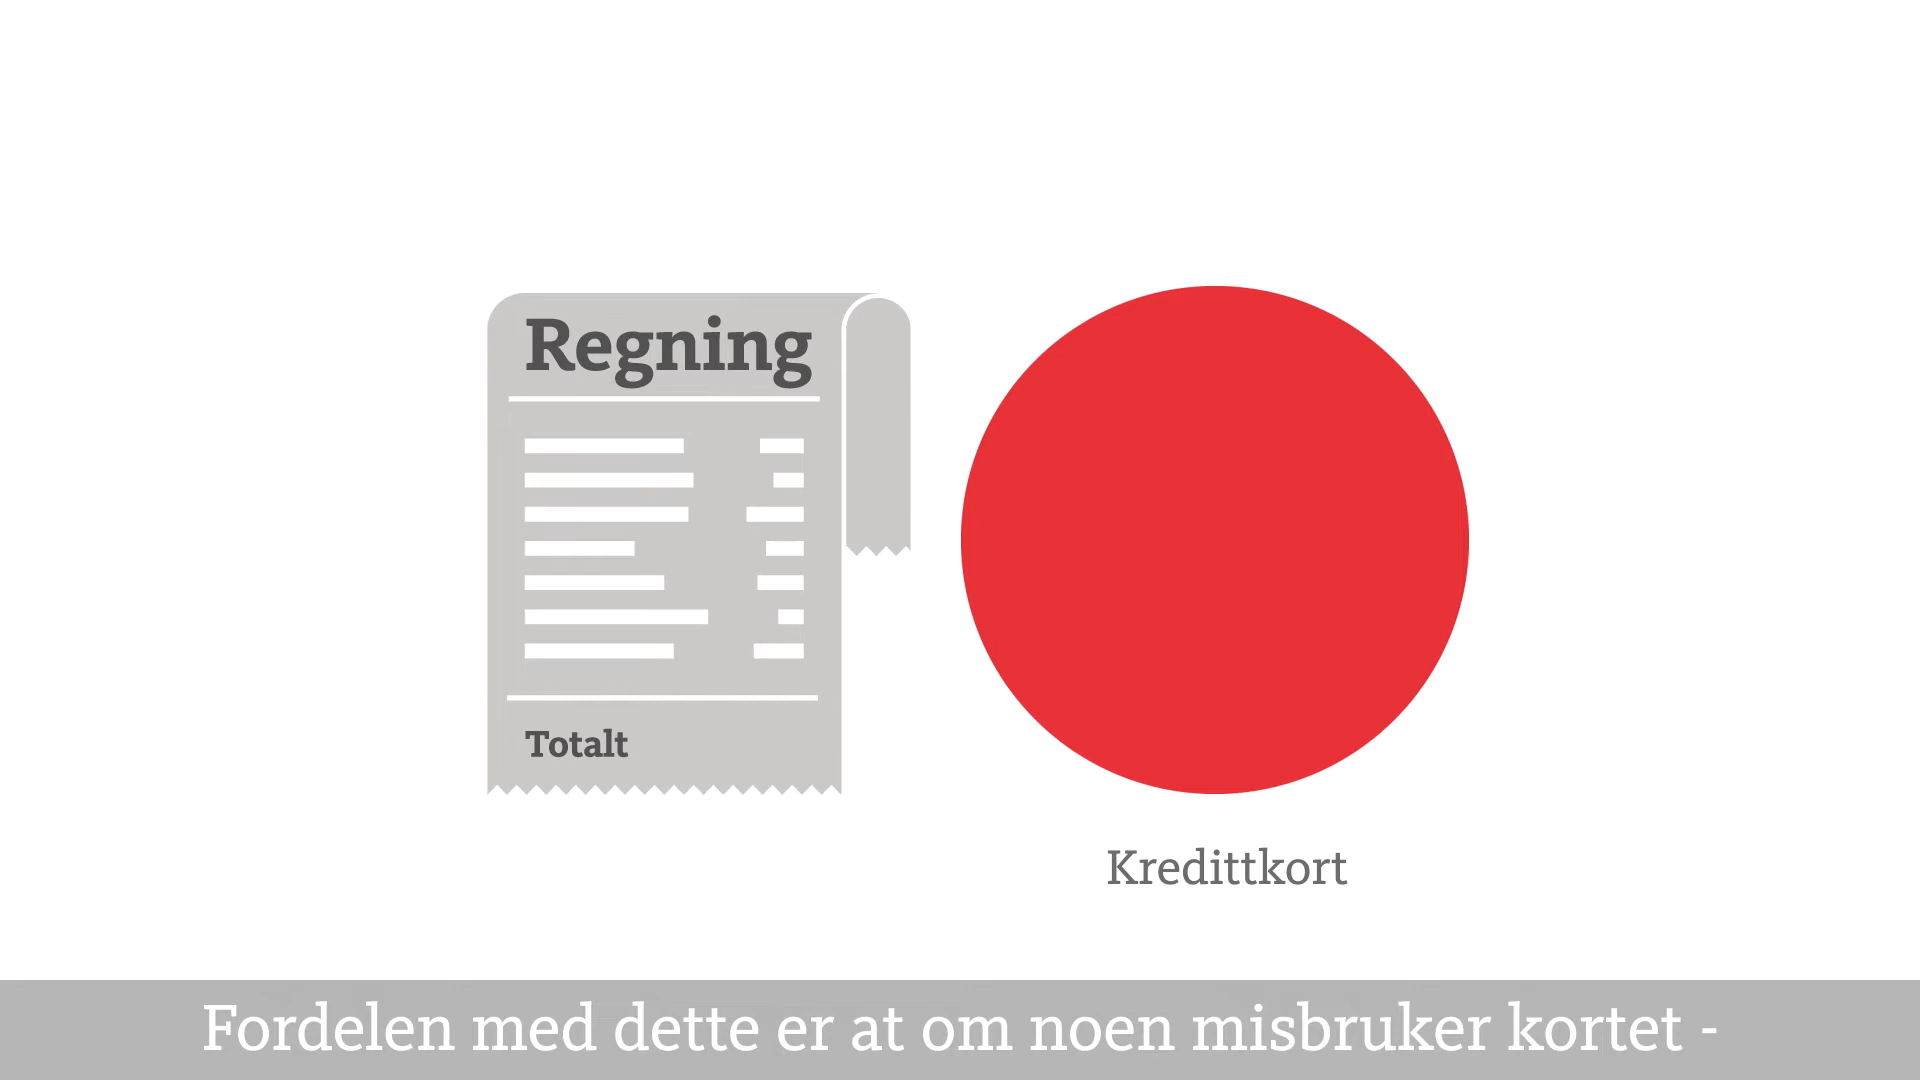 Regning
Totalt
Kredittkort
Fordelen med dette er at om noen misbruker kortet -